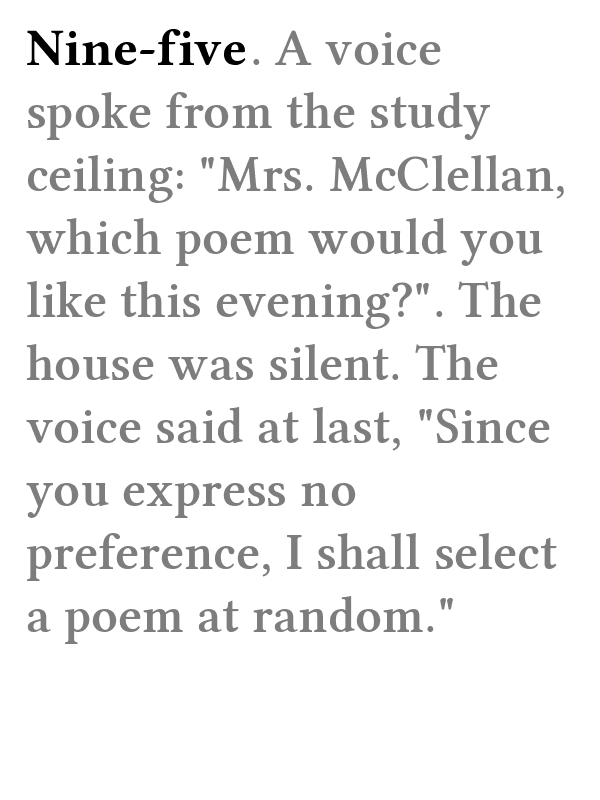 Nine-five. A voice
spoke from the study
ceiling: "Mrs. McClellan,
which poem would you
like this evening?". The
house was silent. The
voice said at last, "Since
you express no
preference, I shall select
a poem at random."